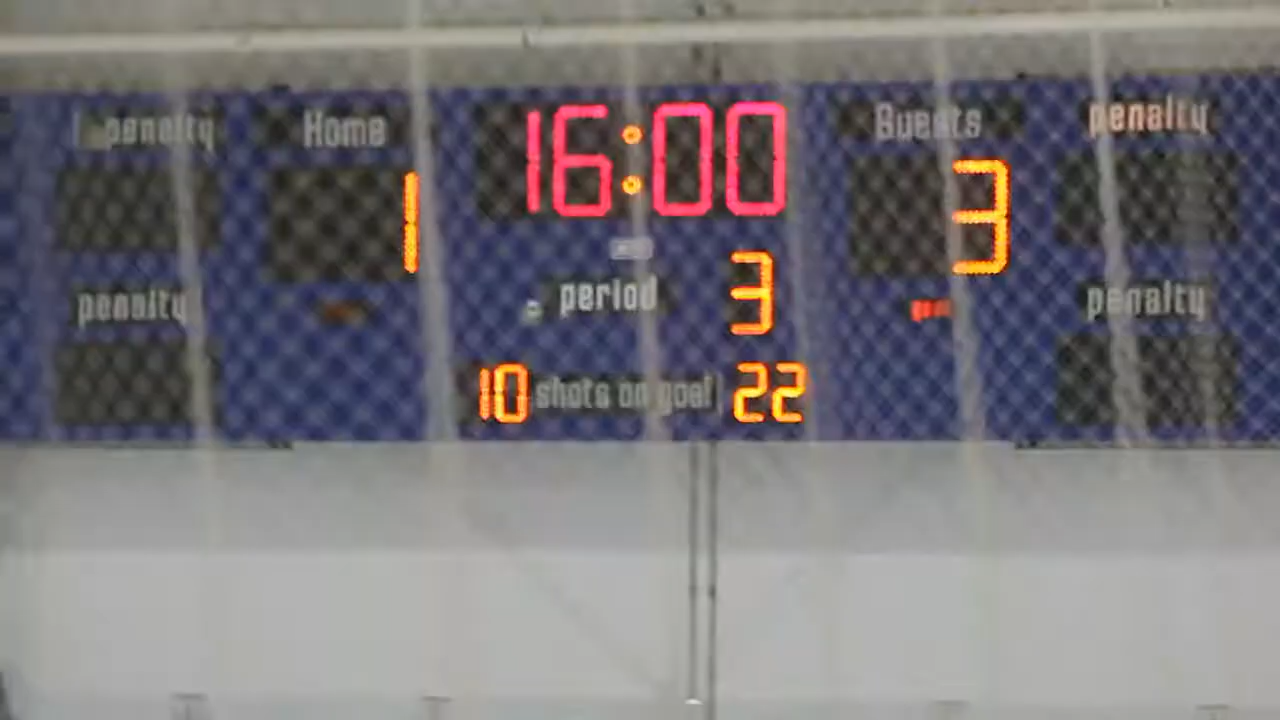 penalty Home 16:00 Guests penalty
1 3
period 3
penalty penalty
10 shots on goal 22